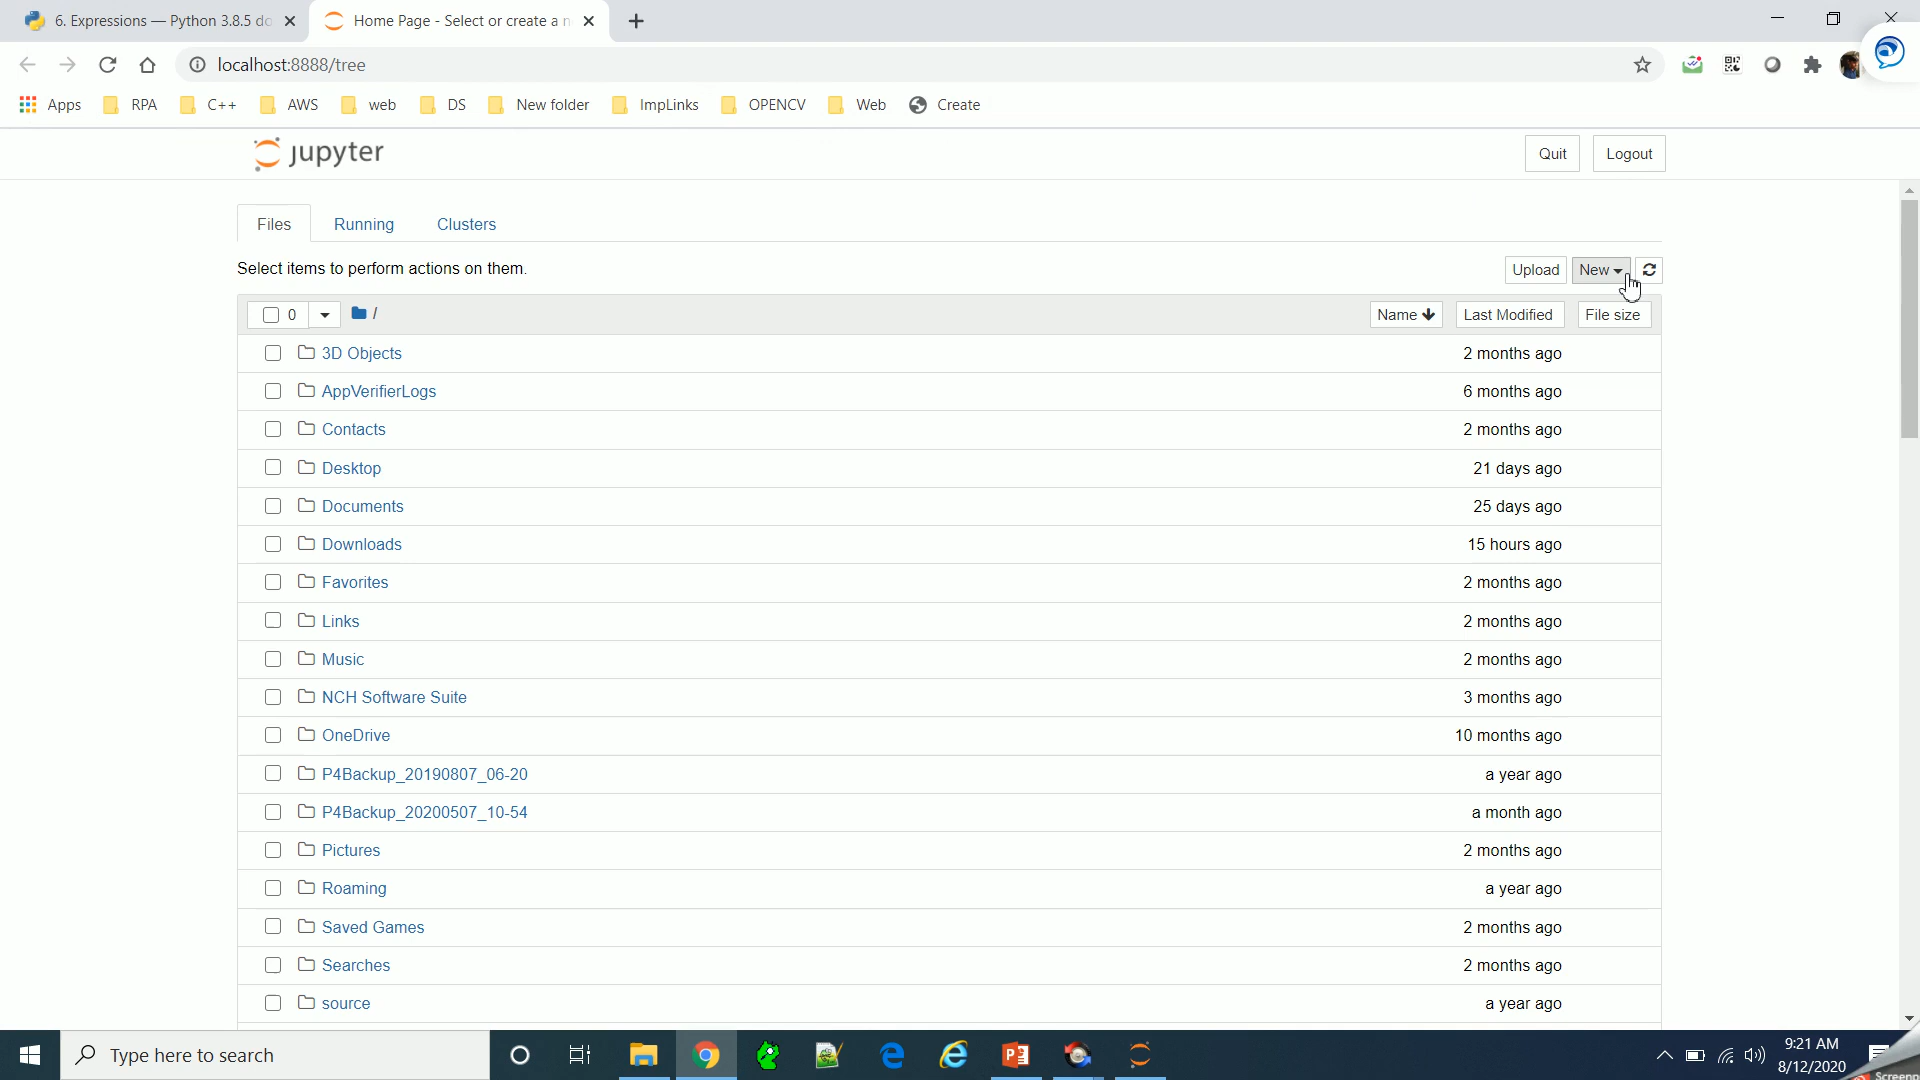 6. Expressions — Python 3.8.5 do
Home Page - Select or create a n
localhost:8888/tree
Apps RPA C++ AWS web DS New folder ImpLinks OPENCV Web Create
jupyter
Quit Logout
Files Running Clusters
Select items to perform actions on them.
Upload New
0 / Name Last Modified File size
3D Objects 2 months ago
AppVerifierLogs 6 months ago
Contacts 2 months ago
Desktop 21 days ago
Documents 25 days ago
Downloads 15 hours ago
Favorites 2 months ago
Links 2 months ago
Music 2 months ago
NCH Software Suite 3 months ago
OneDrive 10 months ago
P4Backup_20190807_06-20 a year ago
P4Backup_20200507_10-54 a month ago
Pictures 2 months ago
Roaming a year ago
Saved Games 2 months ago
Searches 2 months ago
source a year ago
Type here to search
9:21 AM
8/12/2020